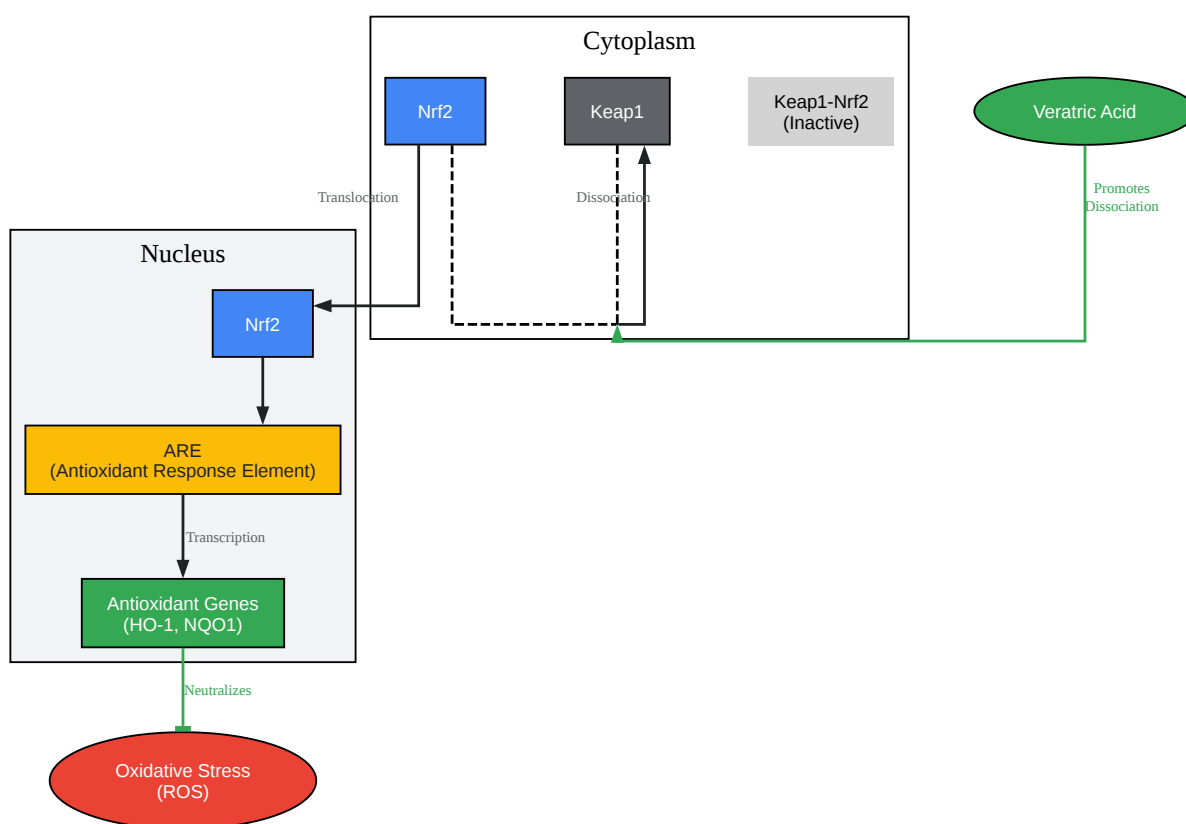 Cytoplasm
Nrf2
Keap1
Keap1-Nrf2
(Inactive)
Veratric Acid
Translocation
Dissociation
Promotes
Dissociation
Nucleus
Nrf2
ARE
(Antioxidant Response Element)
Transcription
Antioxidant Genes
(HO-1, NQO1)
Neutralizes
Oxidative Stress
(ROS)